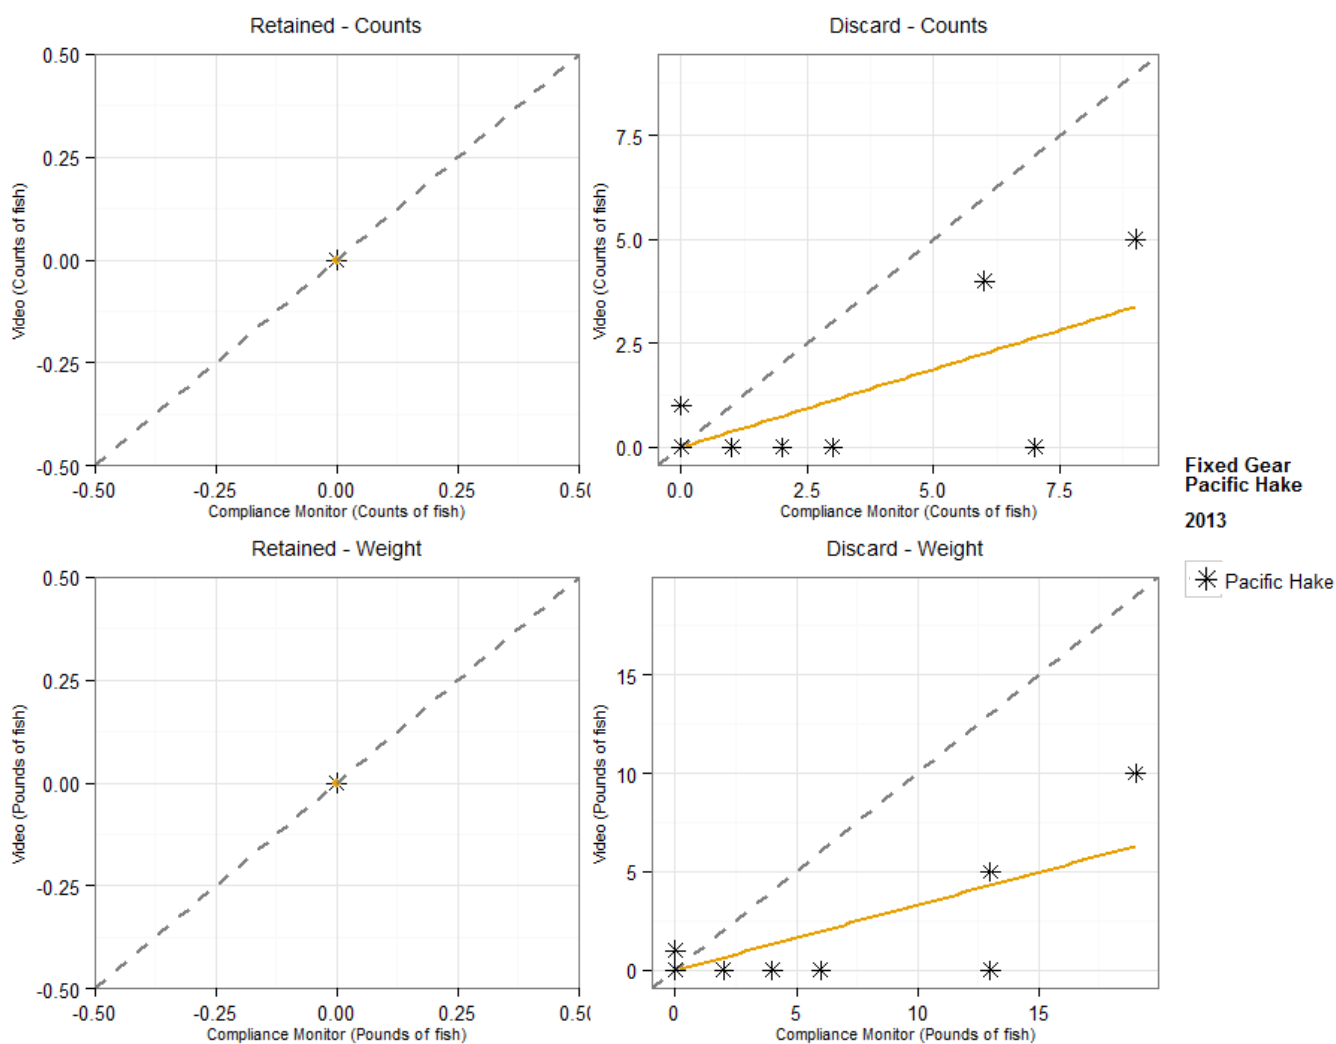 Retained - Counts
Discard - Counts
0.50
0.25
0.00
-0.25
-0.50
Video (Counts of fish)
-0.50 -0.25 0.00 0.25 0.50
Compliance Monitor (Counts of fish)
7.5
5.0
2.5
0.0
Video (Counts of fish)
0.0 2.5 5.0 7.5
Compliance Monitor (Counts of fish)
Fixed Gear
Pacific Hake
2013
Pacific Hake
Retained - Weight
Discard - Weight
0.50
0.25
0.00
-0.25
-0.50
Video (Pounds of fish)
-0.50 -0.25 0.00 0.25 0.50
Compliance Monitor (Pounds of fish)
15
10
5
0
Video (Pounds of fish)
0 5 10 15
Compliance Monitor (Pounds of fish)